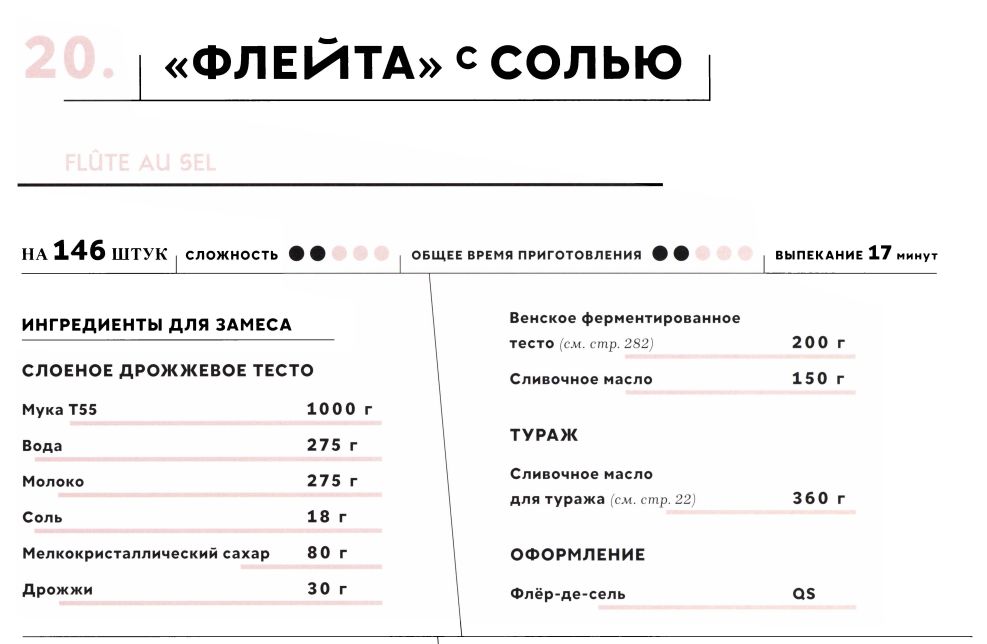 20. «ФЛЕЙТА» с СОЛЬЮ
FLÛTE AU SEL
НА 146 ШТУК СЛОЖНОСТЬ ОБЩЕЕ ВРЕМЯ ПРИГОТОВЛЕНИЯ ВЫПЕКАНИЕ 17 минут
ИНГРЕДИЕНТЫ ДЛЯ ЗАМЕСА
СЛОЕНОЕ ДРОЖЖЕВОЕ ТЕСТО
Мука Т55 1000 г
Вода 275 г
Молоко 275 г
Соль 18 г
Мелкокристаллический сахар 80 г
Дрожжи 30 г
Венское ферментированное
тесто (см. стр. 282) 200 г
Сливочное масло 150 г
ТУРАЖ
Сливочное масло
для туража (см. стр. 22) 360 г
ОФОРМЛЕНИЕ
Флёр-де-сель QS